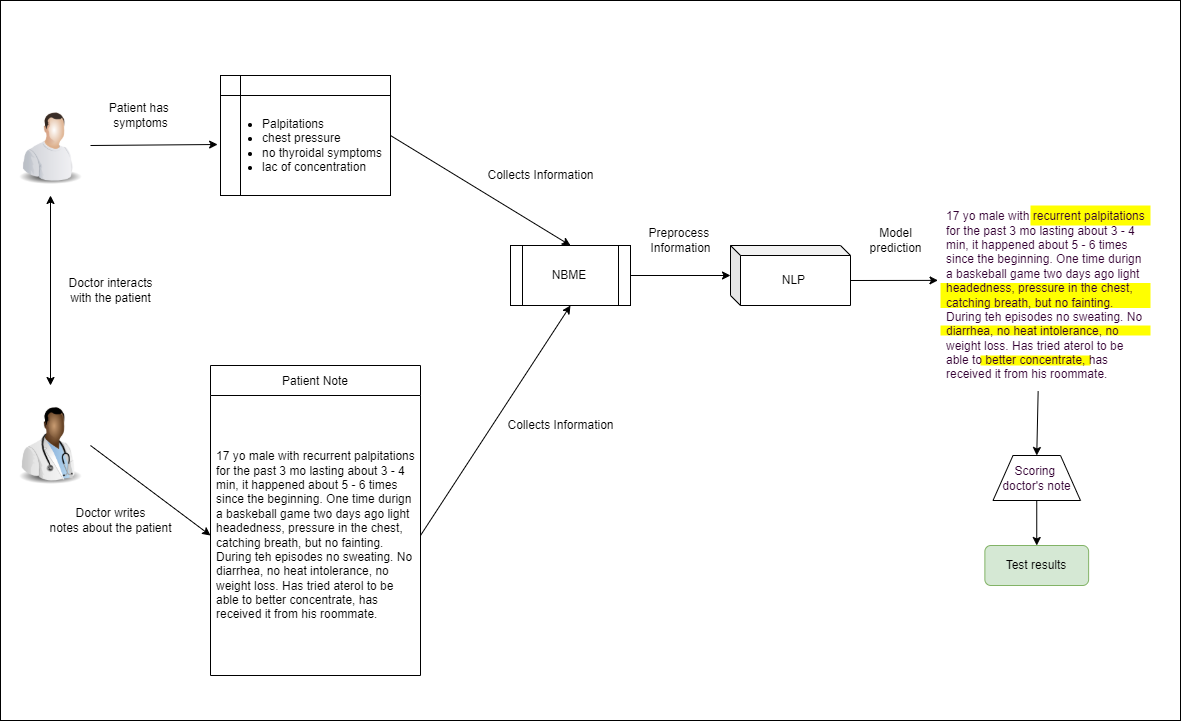 Patient has
symptoms
Palpitations
chest pressure
no thyroidal symptoms
lac of concentration
Collects Information
Doctor interacts
with the patient
NBME
Preprocess
Information
NLP
Model
prediction
17 yo male with recurrent palpitations
for the past 3 mo lasting about 3 - 4
min, it happened about 5 - 6 times
since the beginning. One time durign
a baskeball game two days ago light
headedness, pressure in the chest,
catching breath, but no fainting.
During teh episodes no sweating. No
diarrhea, no heat intolerance, no
weight loss. Has tried aterol to be
able to better concentrate, has
received it from his roommate.
Patient Note
17 yo male with recurrent palpitations
for the past 3 mo lasting about 3 - 4
min, it happened about 5 - 6 times
since the beginning. One time durign
a baskeball game two days ago light
headedness, pressure in the chest,
catching breath, but no fainting.
During teh episodes no sweating. No
diarrhea, no heat intolerance, no
weight loss. Has tried aterol to be
able to better concentrate, has
received it from his roommate.
Collects Information
Doctor writes
notes about the patient
Scoring
doctor's note
Test results